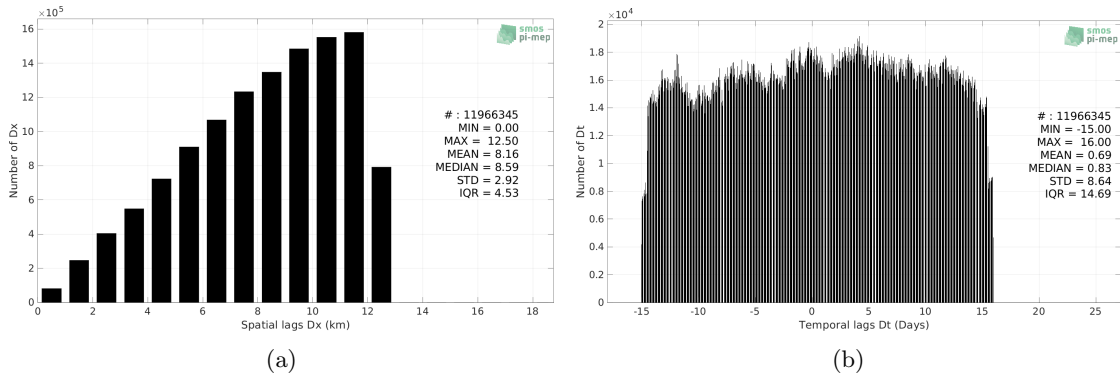 ×10⁵
16
14
12
10
8
6
4
2
0
0 2 4 6 8 10 12 14 16 18
Number of Dx
Spatial lags Dx (km)
smos
pi-mep
# : 11966345
MIN = 0.00
MAX = 12.50
MEAN = 8.16
MEDIAN = 8.59
STD = 2.92
IQR = 4.53
(a)
×10⁴
2
1.8
1.6
1.4
1.2
1
0.8
0.6
0.4
0.2
0
-15 -10 -5 0 5 10 15 20 25
Number of Dt
Temporal lags Dt (Days)
smos
pi-mep
# : 11966345
MIN = -15.00
MAX = 16.00
MEAN = 0.69
MEDIAN = 0.83
STD = 8.64
IQR = 14.69
(b)